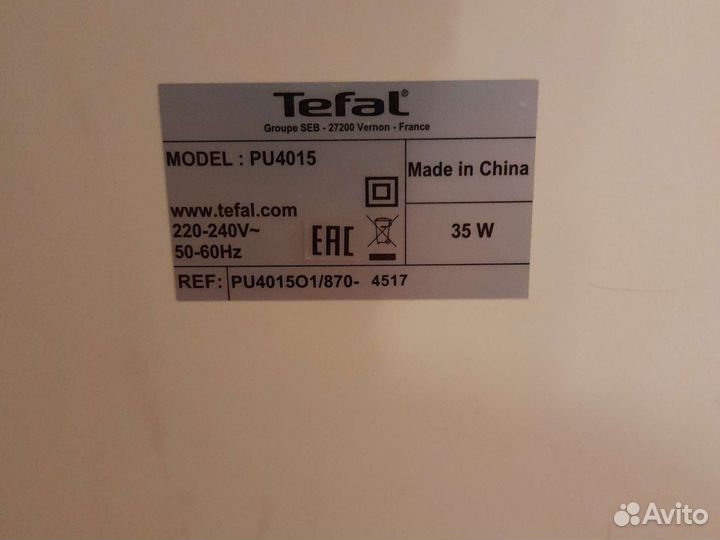 Tefal®
Groupe SEB - 27200 Vernon - France
MODEL : PU4015
Made in China
www.tefal.com
220-240V~
50-60Hz
EAC
35 W
REF: PU4015O1/870- 4517
Avito